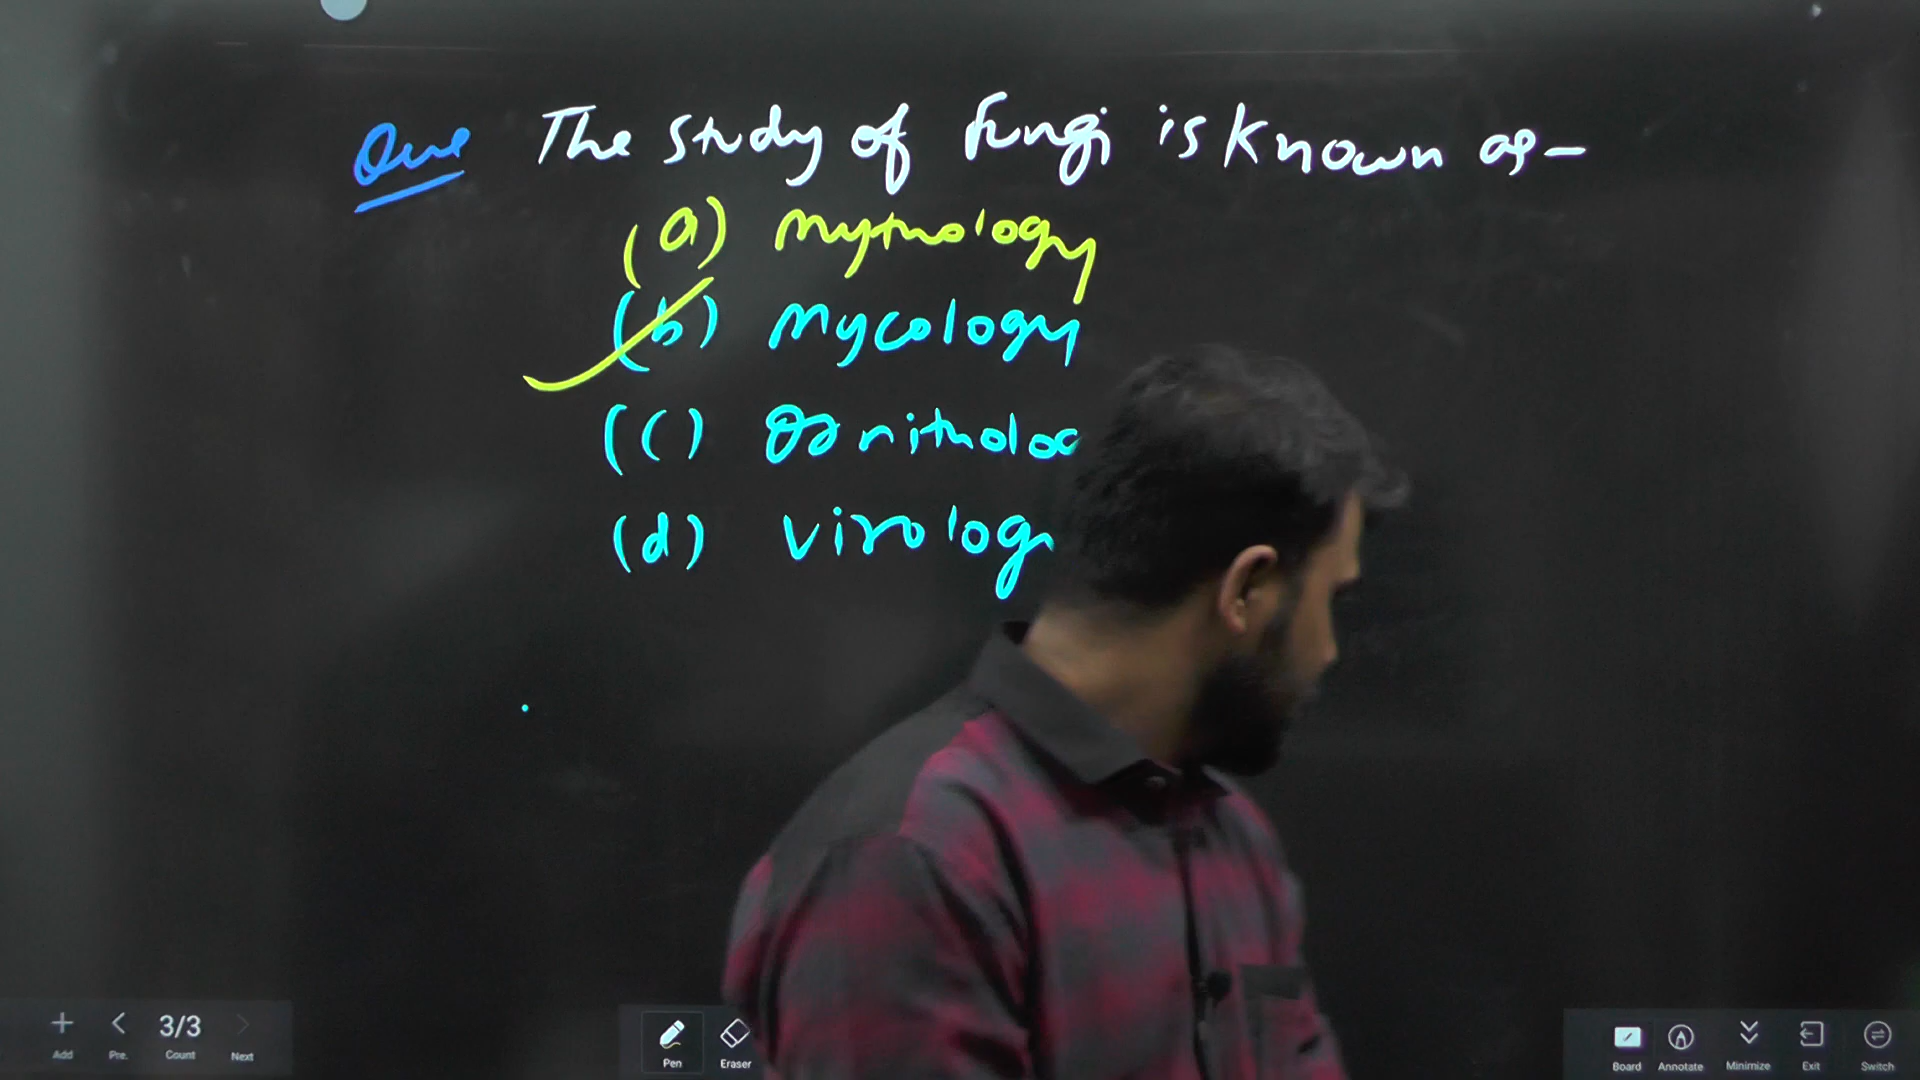 Que The study of Fungi is known as-
(a) Mythology
(b) Mycology
(c) Ornitholo
(d) Virology
+ < 3/3 >
Add Pre. Count Next
Pen Eraser
Board Annotate Minimize Exit Switch